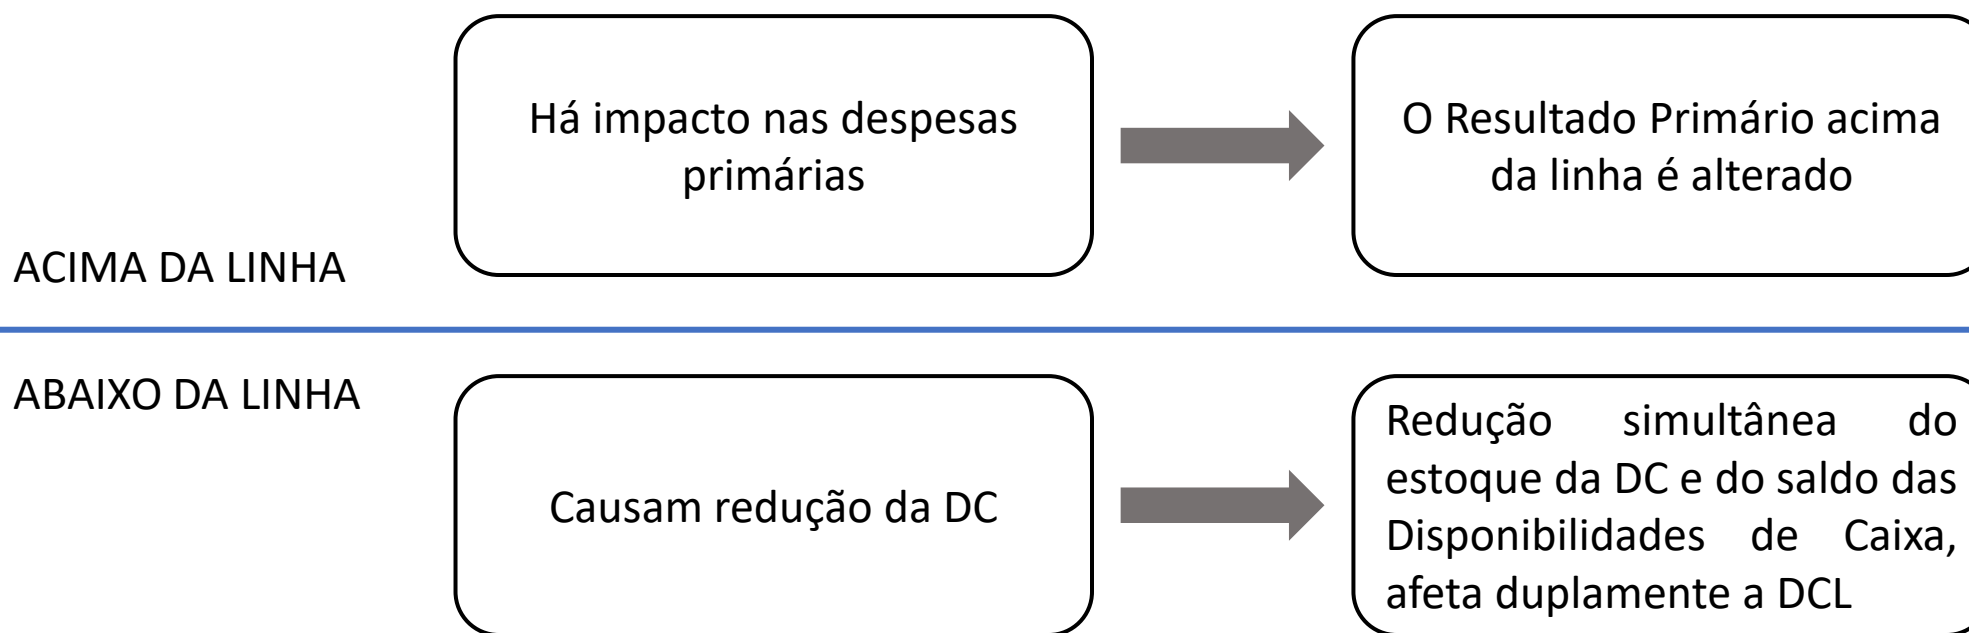 Há impacto nas despesas
primárias
O Resultado Primário acima
da linha é alterado
ACIMA DA LINHA
ABAIXO DA LINHA
Causam redução da DC
Redução simultânea do
estoque da DC e do saldo das
Disponibilidades de Caixa,
afeta duplamente a DCL